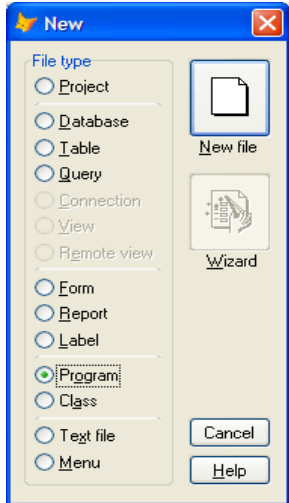 New
File type
Project
Database
Table
Query
Connection
View
Remote view
Form
Report
Label
Program
Class
Text file
Menu
New file
Wizard
Cancel
Help